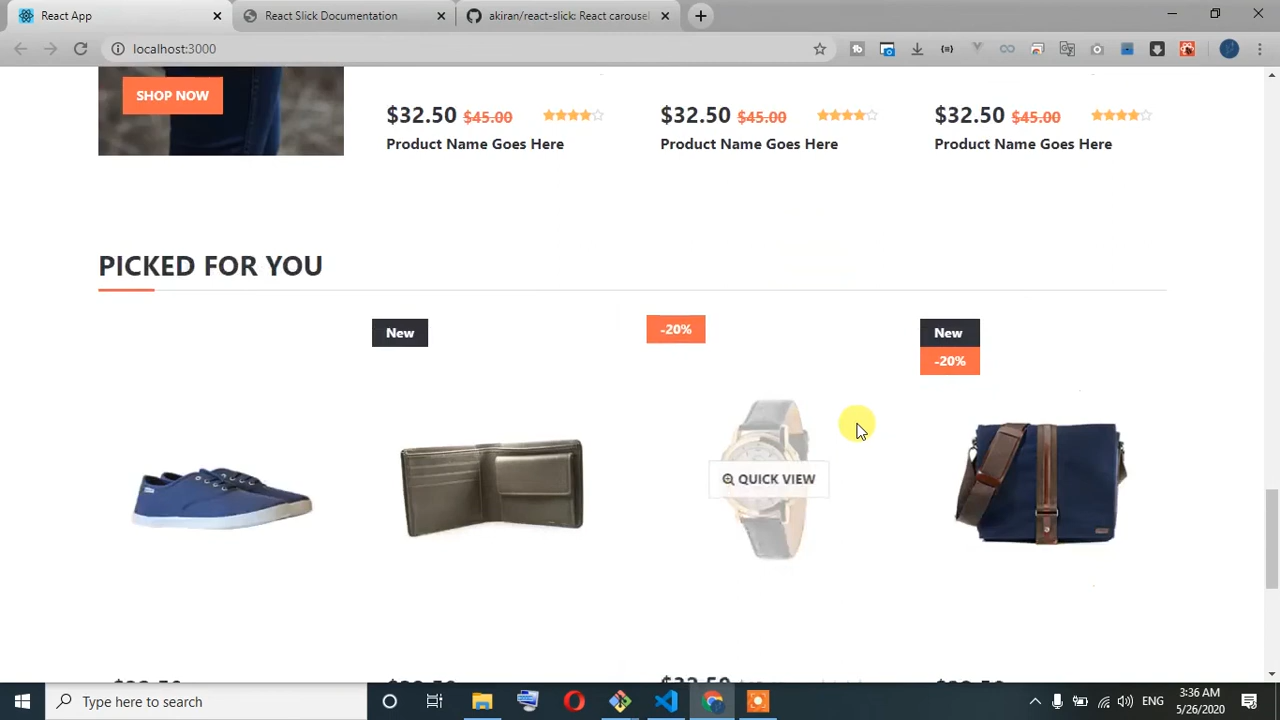 React App
React Slick Documentation
akiran/react-slick: React carousel
localhost:3000
SHOP NOW
$32.50 $45.00
Product Name Goes Here
$32.50 $45.00
Product Name Goes Here
$32.50 $45.00
Product Name Goes Here
PICKED FOR YOU
New
-20%
New
-20%
QUICK VIEW
$32.50
Type here to search
ENG
3:36 AM
5/26/2020